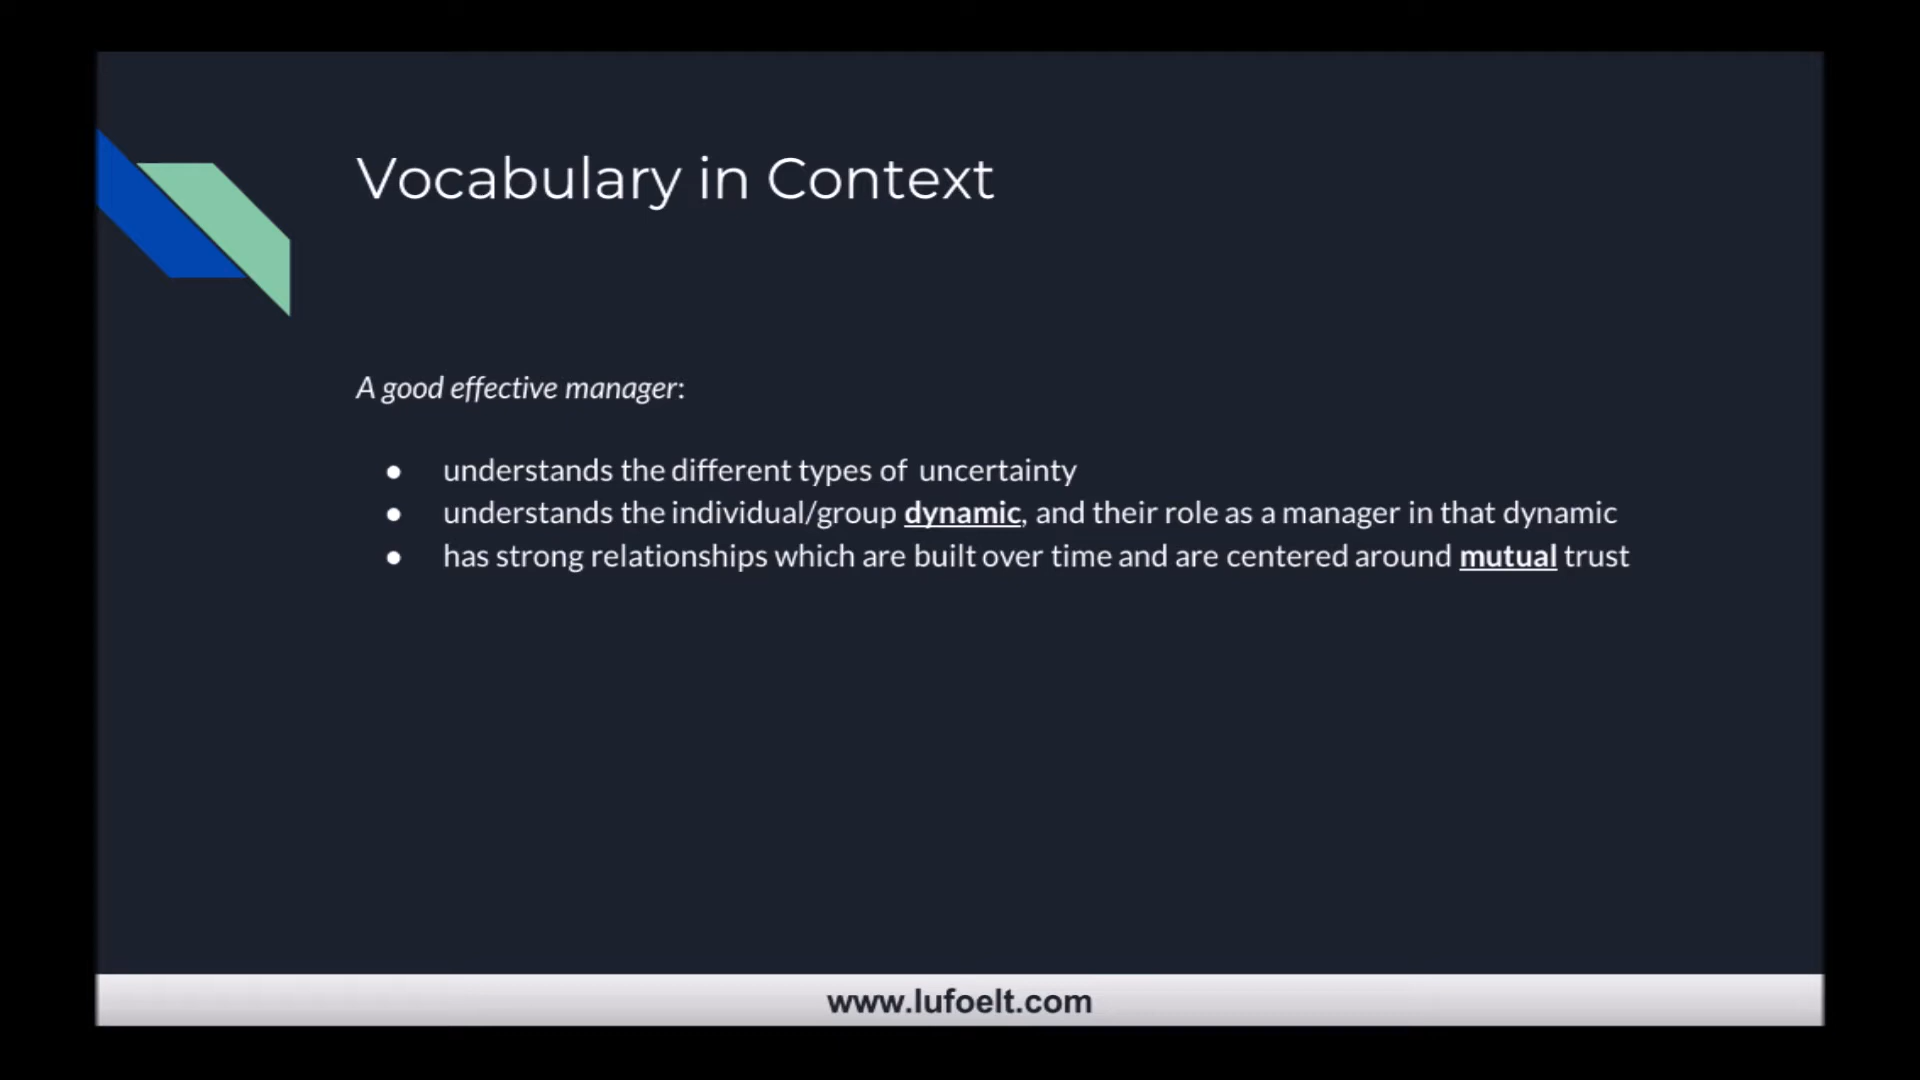 Vocabulary in Context
A good effective manager:
● understands the different types of uncertainty
● understands the individual/group dynamic, and their role as a manager in that dynamic
● has strong relationships which are built over time and are centered around mutual trust
www.lufoelt.com